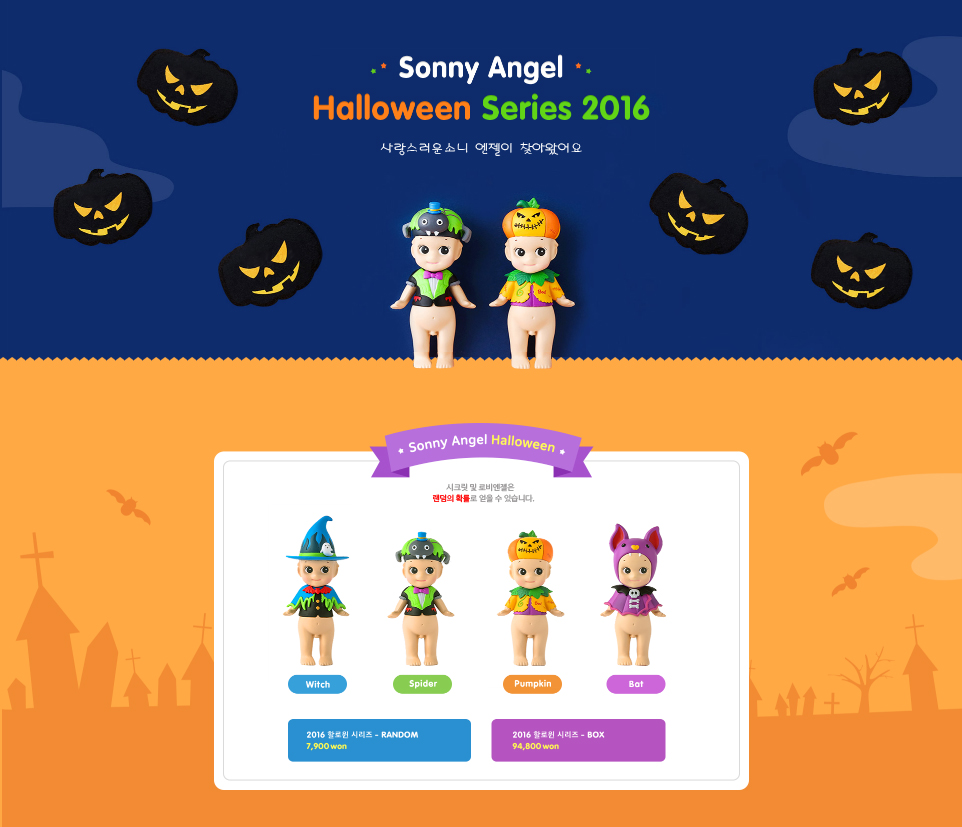 Sonny Angel
Halloween Series 2016
사랑스러운소니 엔젤이 찾아왔어요
Sonny Angel Halloween
시크릿 및 로비엔젤은
랜덤의 확률로 얻을 수 있습니다.
Witch
Spider
Pumpkin
Bat
2016 할로윈 시리즈 - RANDOM
7,900 won
2016 할로윈 시리즈 - BOX
94,800 won